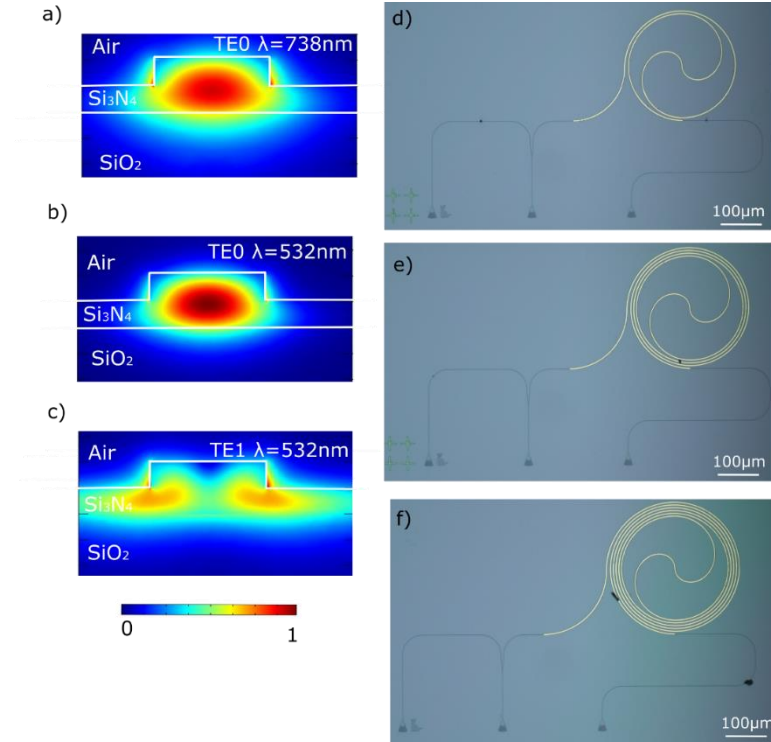 a)
Air
TE0 λ=738nm
Si₃N₄
SiO₂
b)
Air
TE0 λ=532nm
Si₃N₄
SiO₂
c)
Air
TE1 λ=532nm
Si₃N₄
SiO₂
0
1
d)
100µm
e)
100µm
f)
100µm